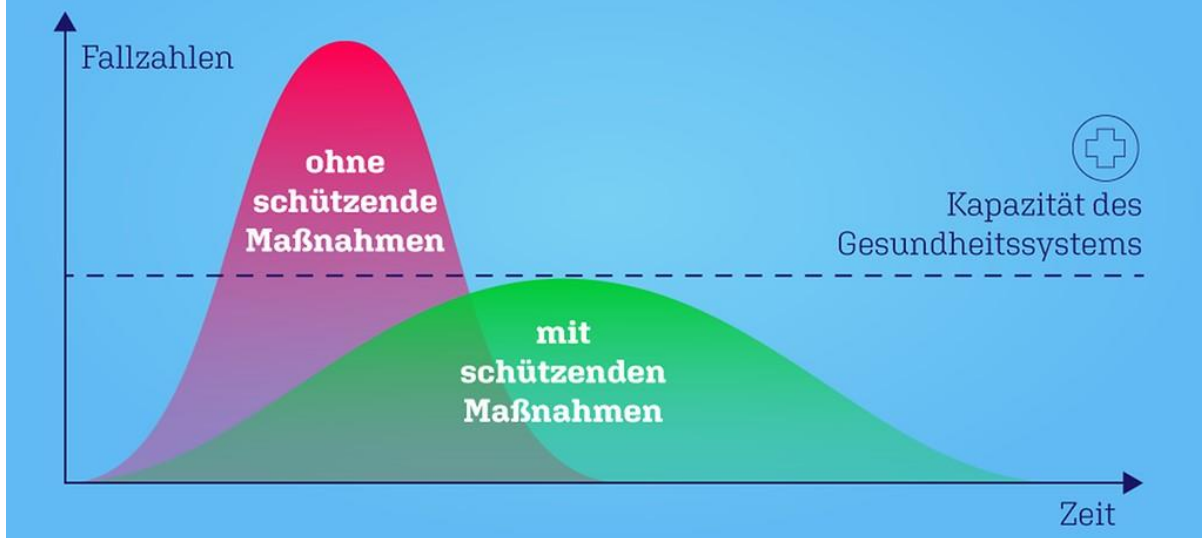 Fallzahlen
ohne
schützende
Maßnahmen
Kapazität des
Gesundheitssystems
mit
schützenden
Maßnahmen
Zeit